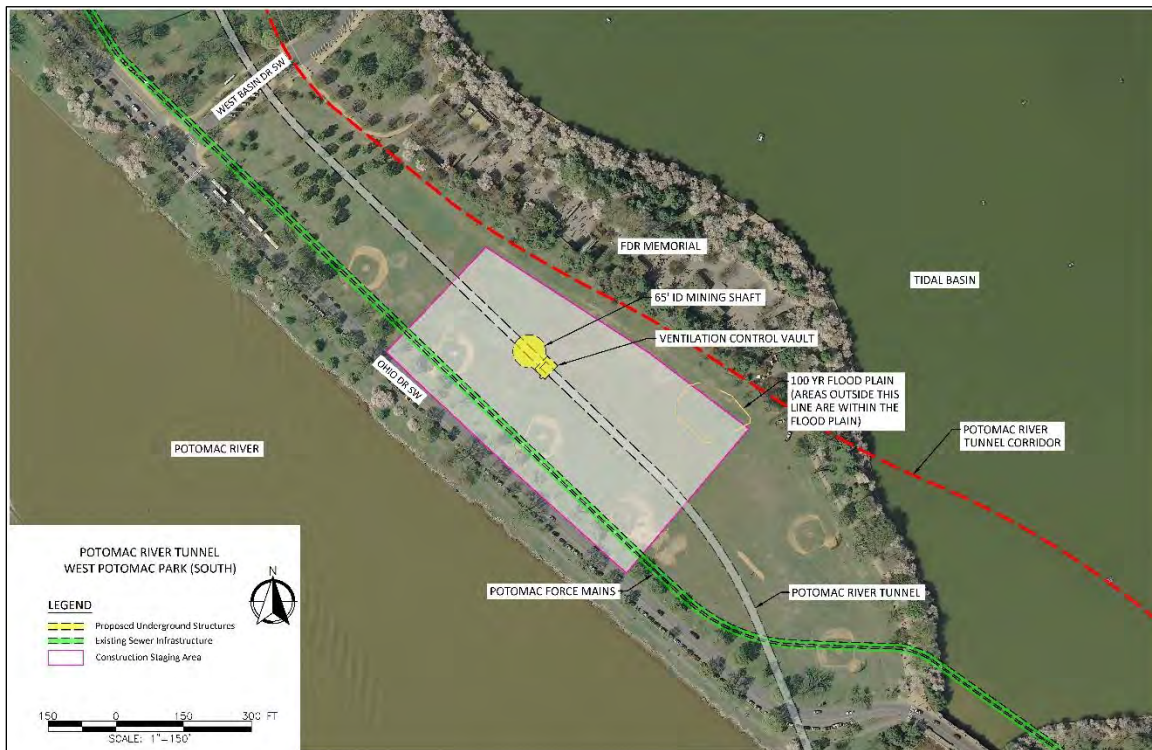 WEST BASIN DR SW
FDR MEMORIAL
TIDAL BASIN
65' ID MINING SHAFT
VENTILATION CONTROL VAULT
100 YR FLOOD PLAIN
(AREAS OUTSIDE THIS
LINE ARE WITHIN THE
FLOOD PLAIN)
OHIO DR SW
POTOMAC RIVER
TUNNEL CORRIDOR
POTOMAC RIVER
POTOMAC FORCE MAINS
POTOMAC RIVER TUNNEL
POTOMAC RIVER TUNNEL
WEST POTOMAC PARK (SOUTH)
N
LEGEND
Proposed Underground Structures
Existing Sewer Infrastructure
Construction Staging Area
150 0 150 300 FT
SCALE: 1"-150'